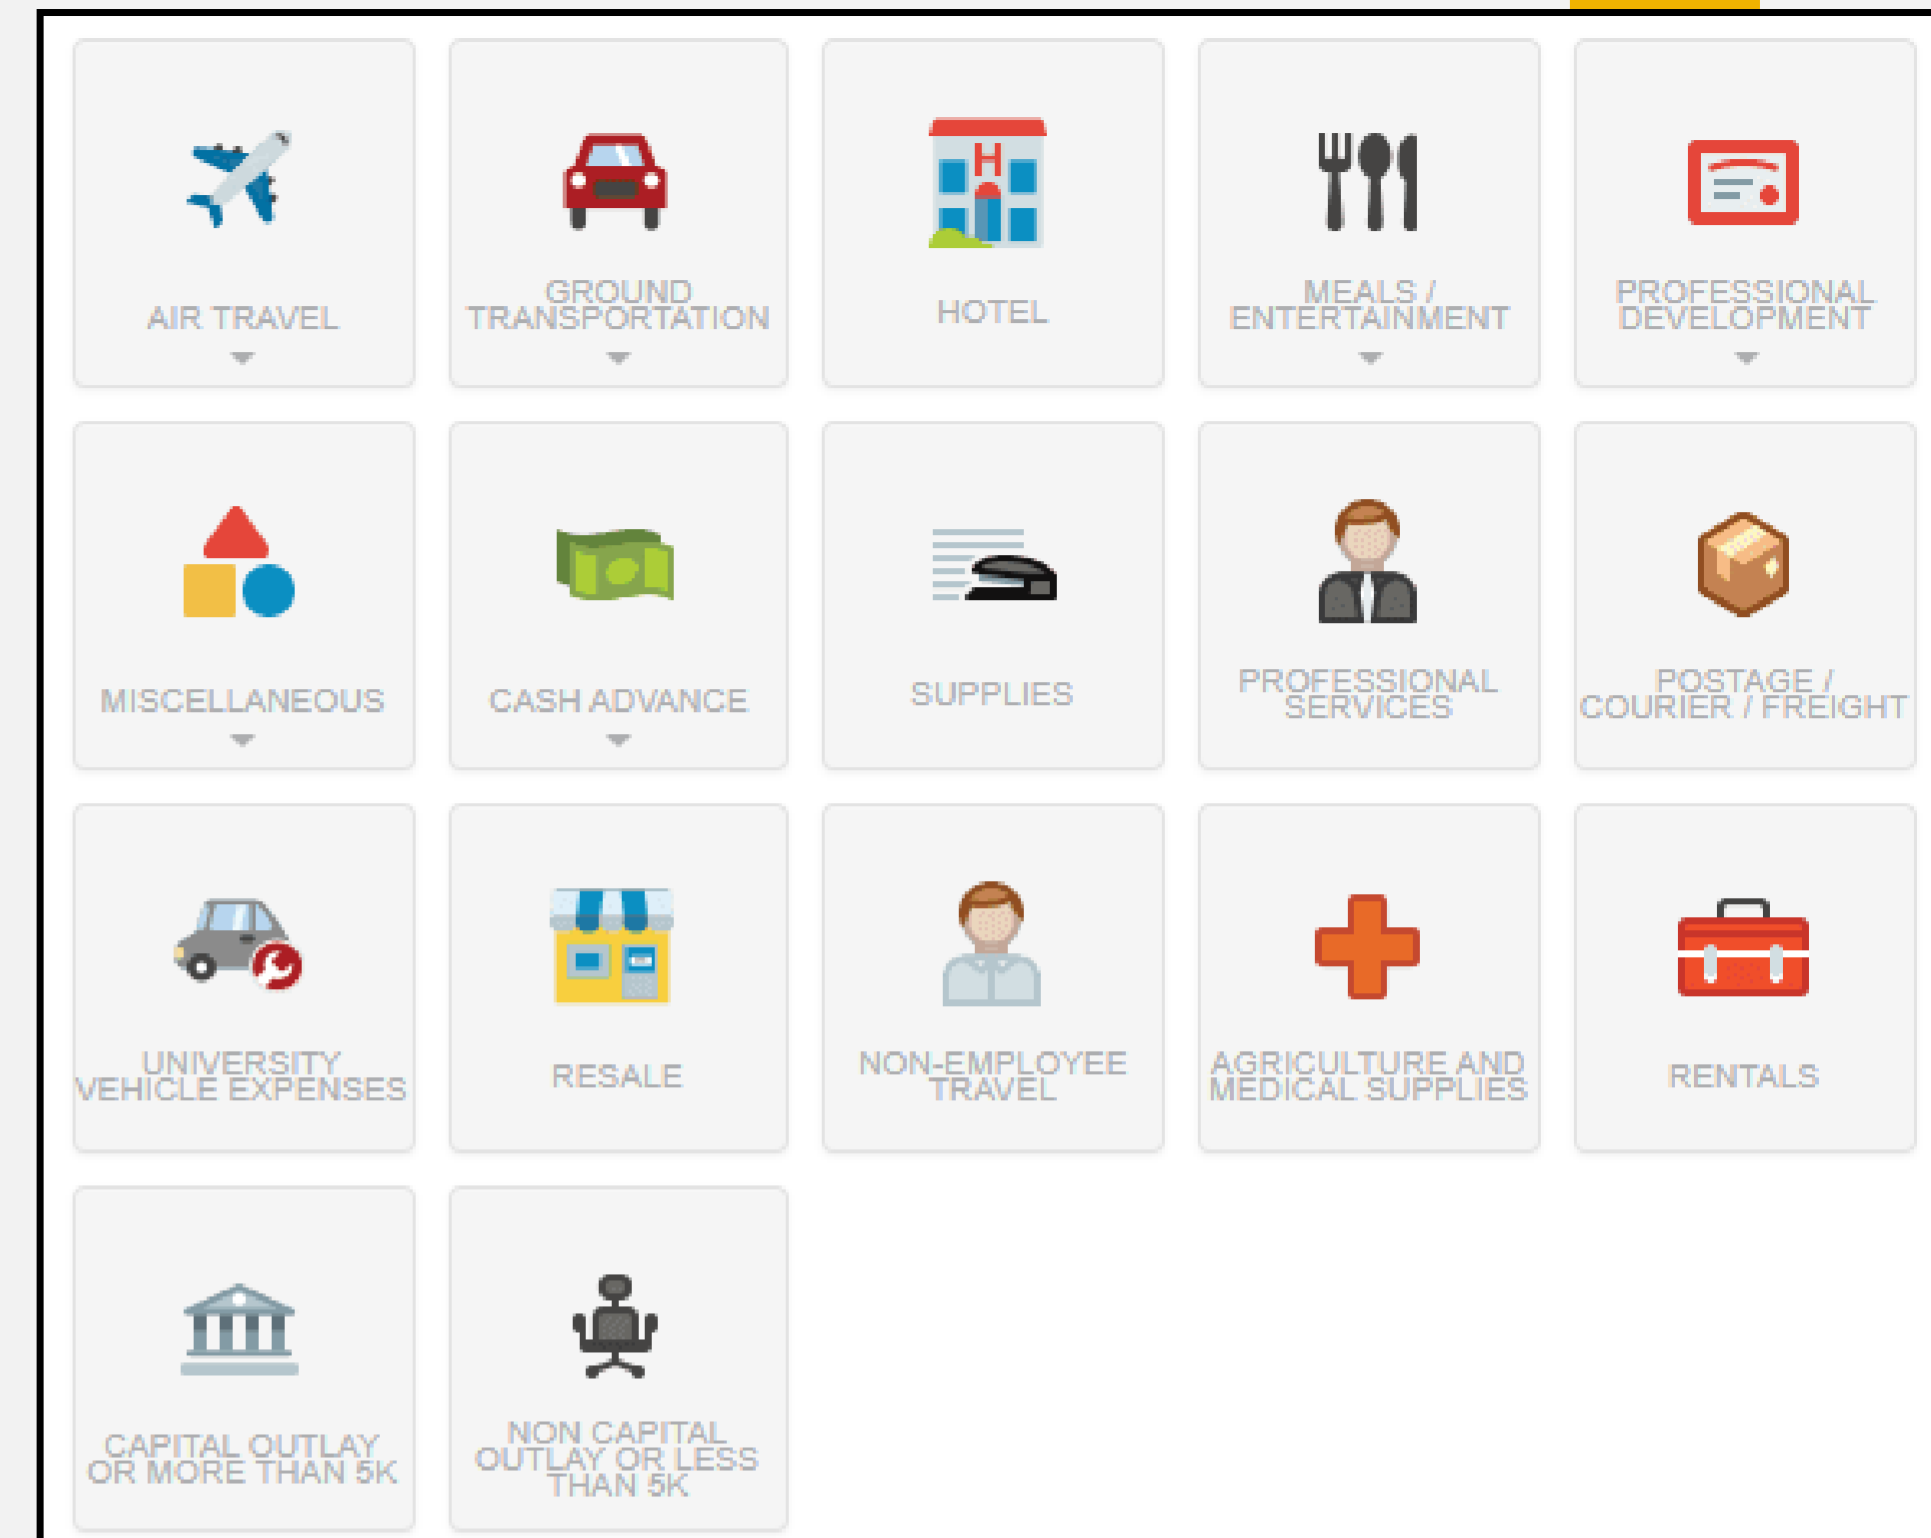 H
AIR TRAVEL
GROUND
TRANSPORTATION
HOTEL
MEALS /
ENTERTAINMENT
PROFESSIONAL
DEVELOPMENT
MISCELLANEOUS
CASH ADVANCE
SUPPLIES
PROFESSIONAL
SERVICES
POSTAGE /
COURIER / FREIGHT
UNIVERSITY
VEHICLE EXPENSES
RESALE
NON-EMPLOYEE
TRAVEL
AGRICULTURE AND
MEDICAL SUPPLIES
RENTALS
CAPITAL OUTLAY
OR MORE THAN 5K
NON CAPITAL
OUTLAY OR LESS
THAN 5K